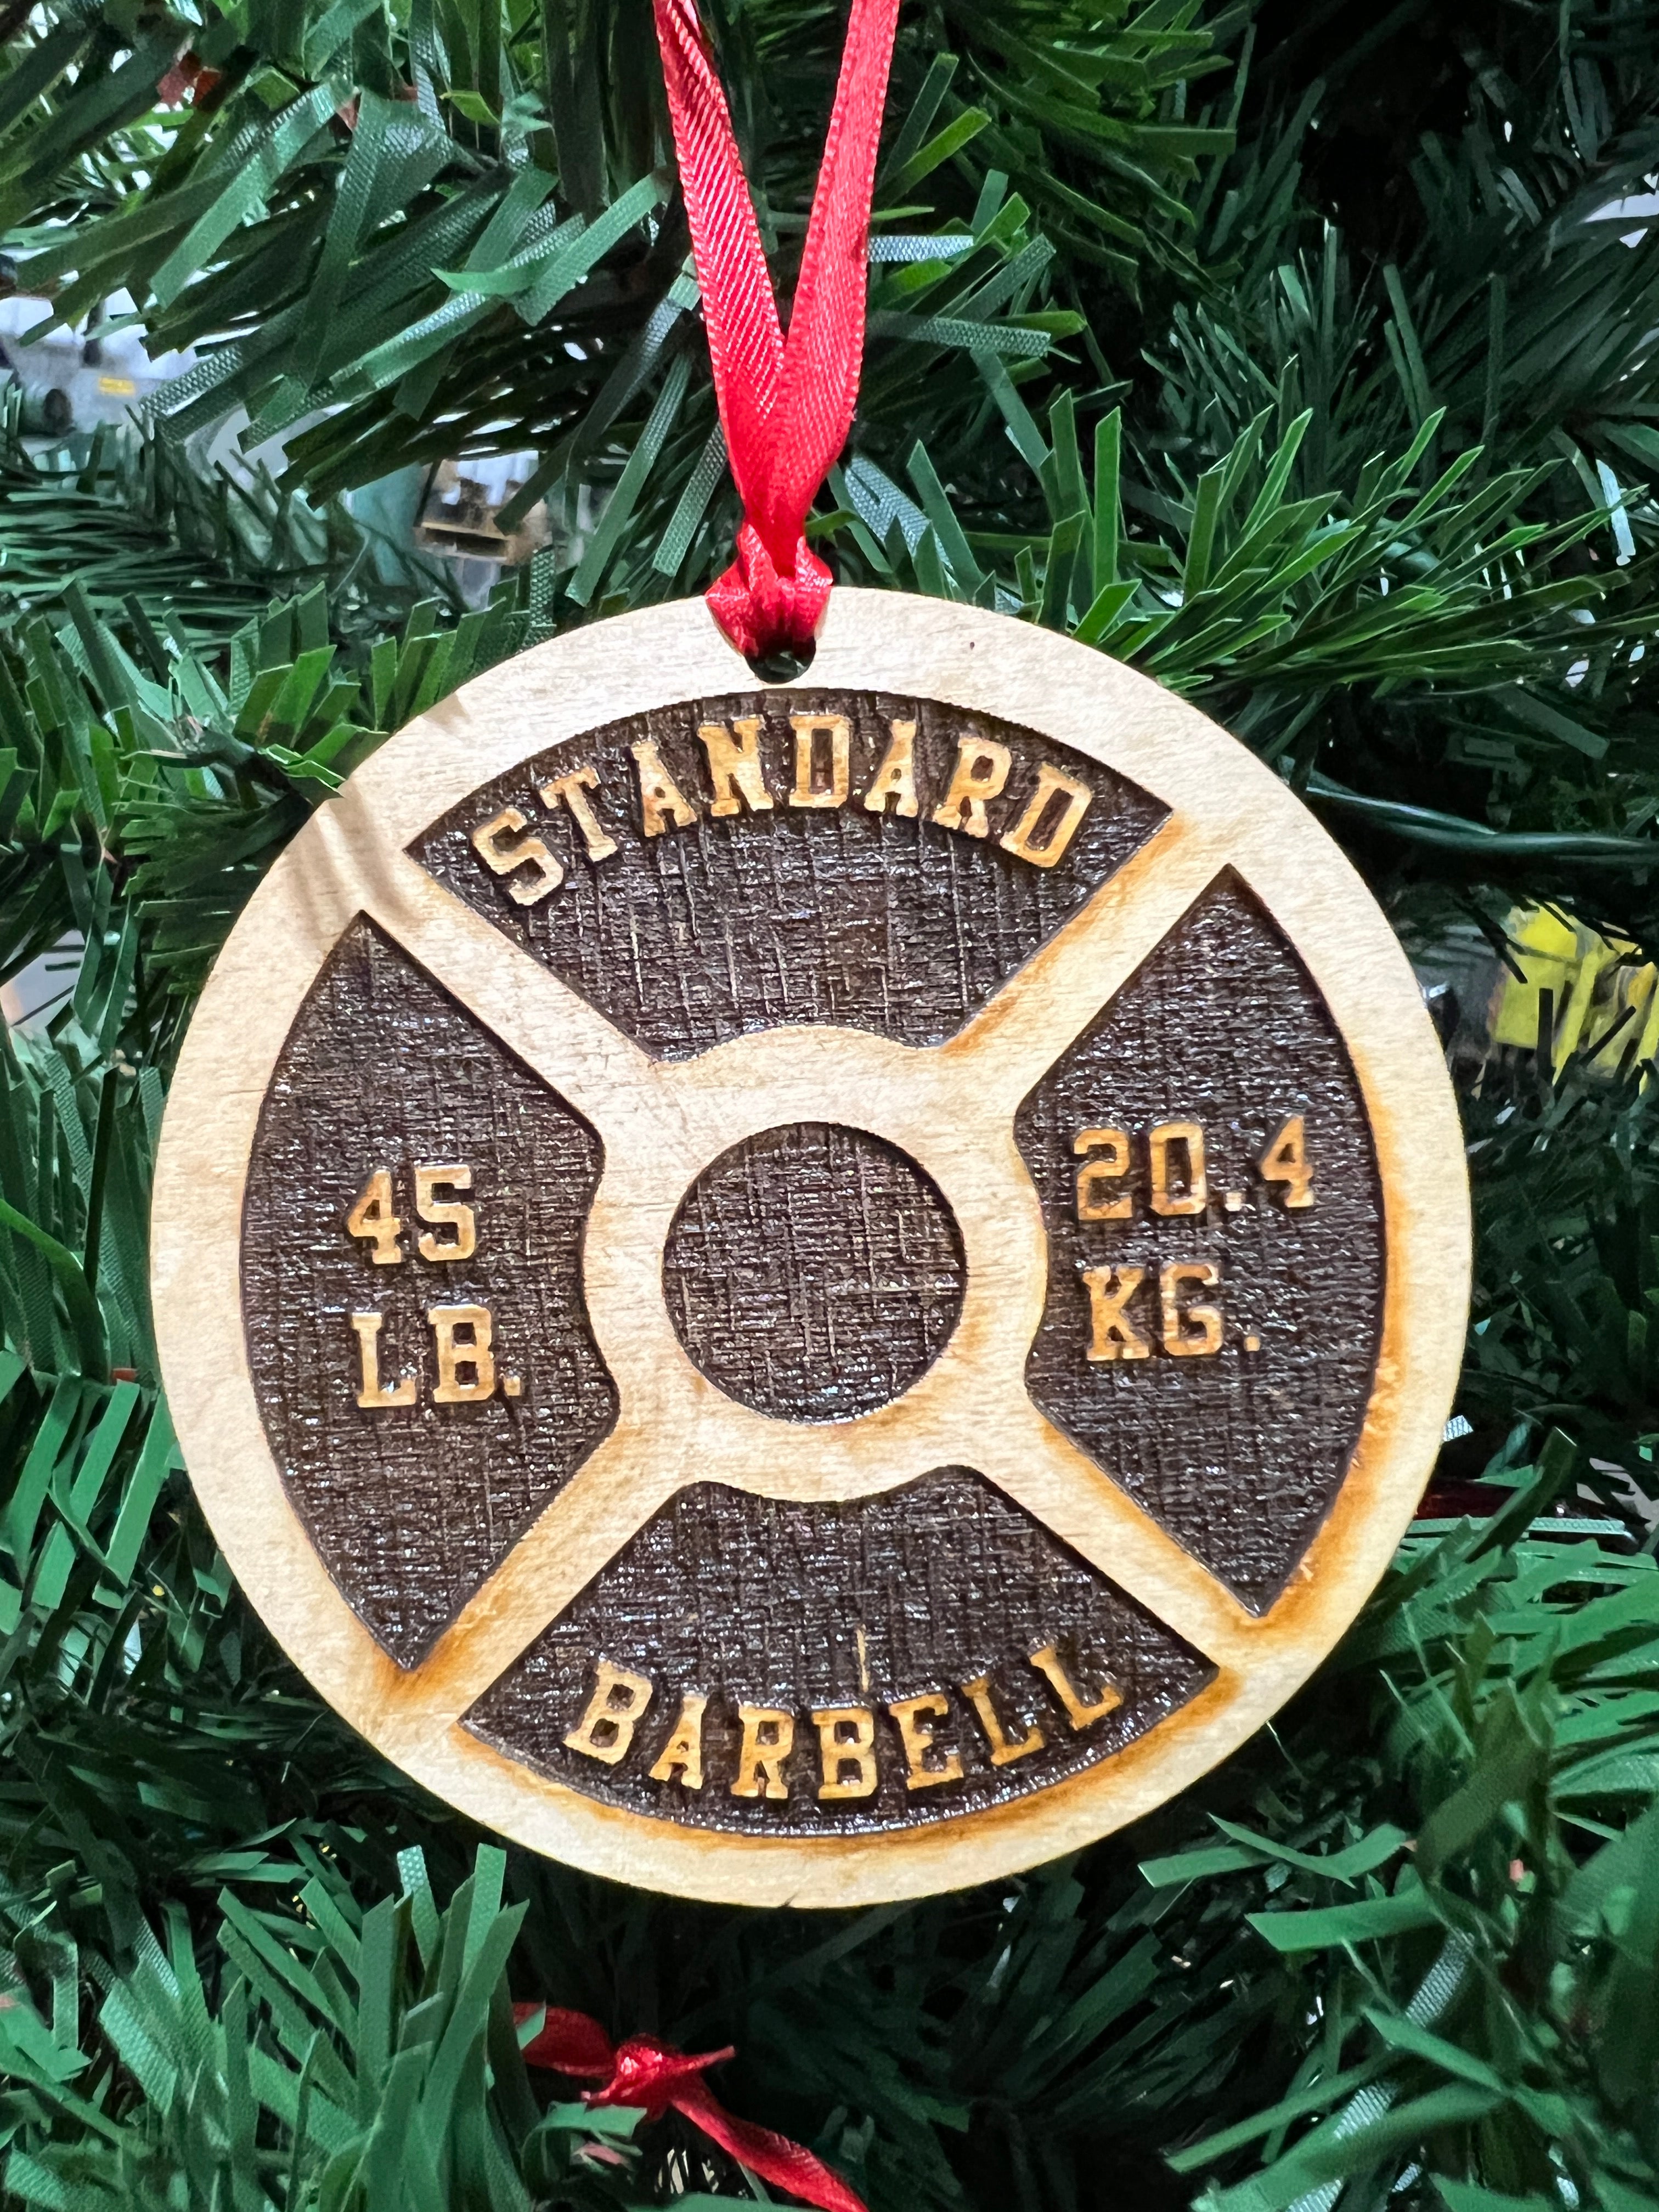 STANDARD
45
LB.
20.4
KG.
BARBELL